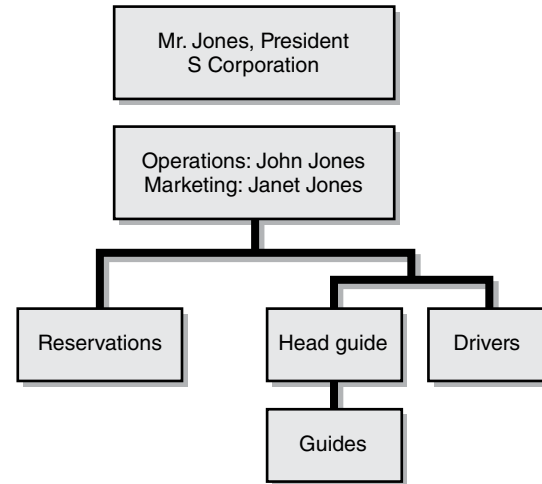 Mr. Jones, President
S Corporation
Operations: John Jones
Marketing: Janet Jones
Reservations
Head guide
Drivers
Guides